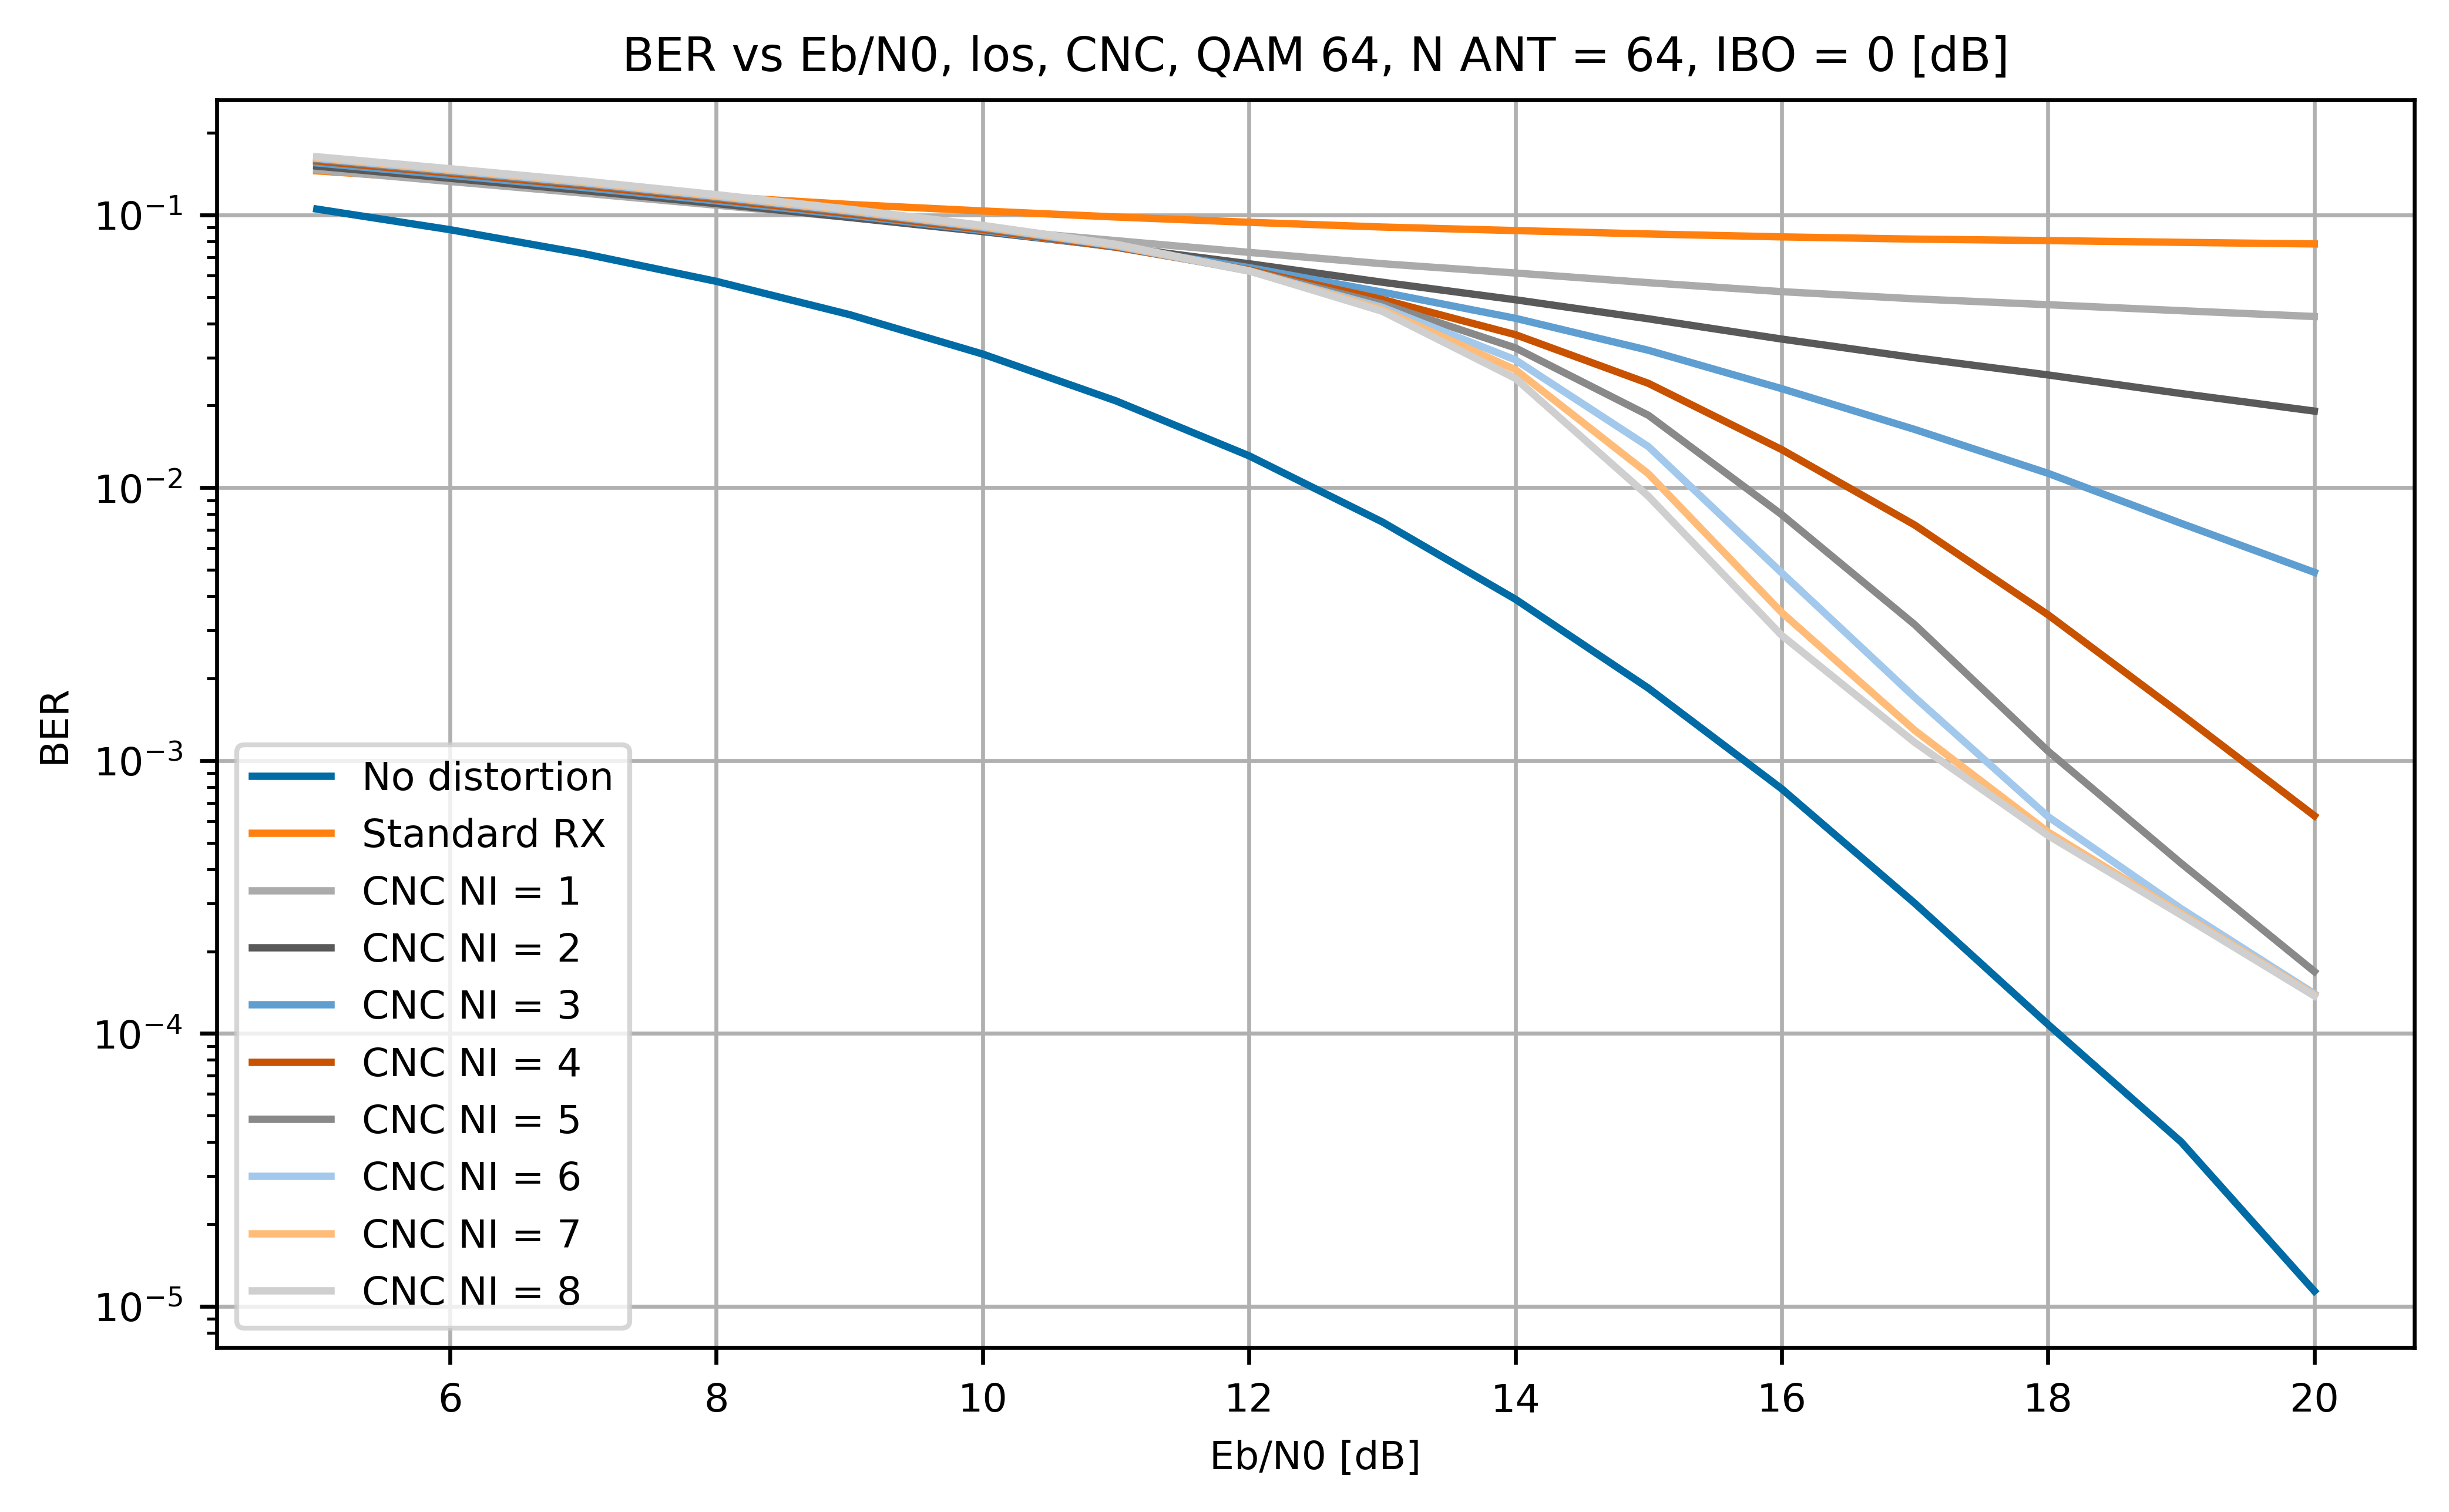 BER vs Eb/N0, los, CNC, QAM 64, N ANT = 64, IBO = 0 [dB]
BER
10⁻¹
10⁻²
10⁻³
10⁻⁴
10⁻⁵
No distortion
Standard RX
CNC NI = 1
CNC NI = 2
CNC NI = 3
CNC NI = 4
CNC NI = 5
CNC NI = 6
CNC NI = 7
CNC NI = 8
6 8 10 12 14 16 18 20
Eb/N0 [dB]